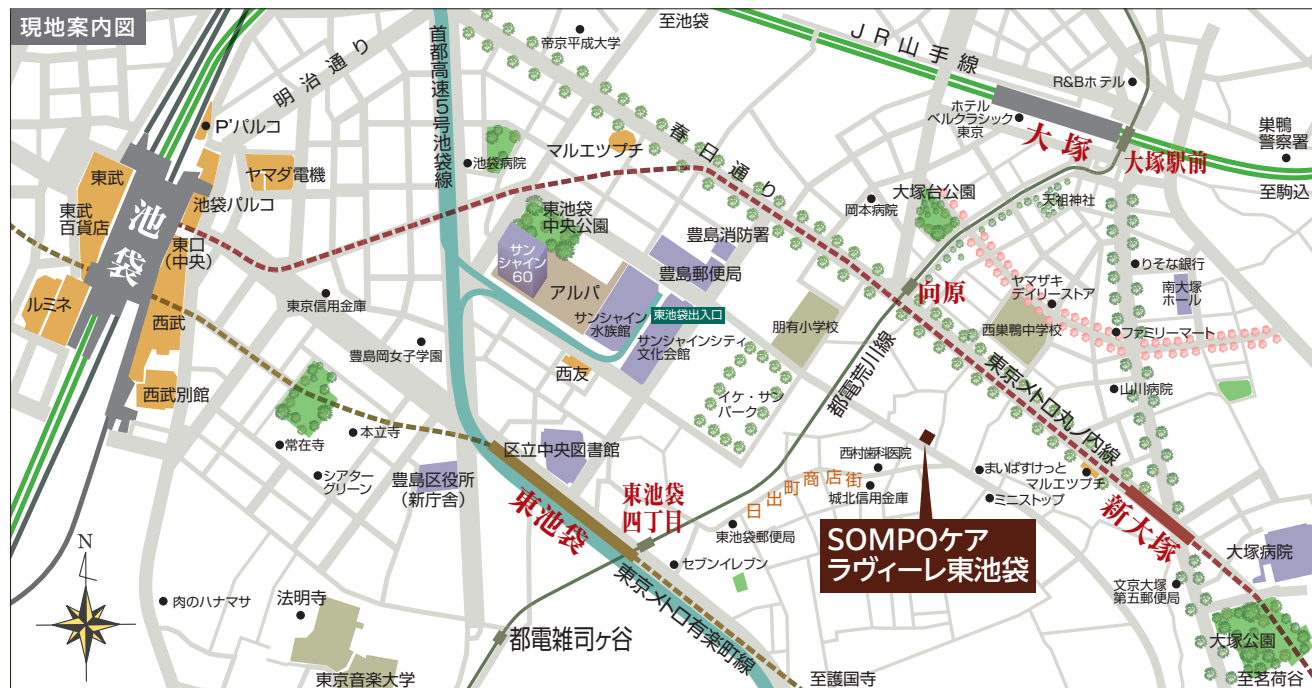 現地案内図
至池袋
帝京平成大学
首都高速5号池袋線
明治通り
JR山手線
R&Bホテル
ホテル
ベルクラシック
東京
大塚
大塚駅前
巣鴨
警察署
至駒込
P'パルコ
ヤマダ電機
池袋パルコ
東武
東武
百貨店
池袋
東口
(中央)
ルミネ
西武
西武別館
池袋病院
マルエツプチ
春日通り
東池袋
中央公園
サン
シャイン
60
アルパ
サンシャイン
水族館
豊島消防署
豊島郵便局
東池袋出入口
サンシャインシティ
文化会館
西友
岡本病院
大塚台公園
天祖神社
向原
ヤマザキ
デイリーストア
りそな銀行
南大塚
ホール
西巣鴨中学校
ファミリーマート
朋有小学校
都電荒川線
東京メトロ丸ノ内線
山川病院
東京信用金庫
豊島岡女子学園
イケ・サン
パーク
常在寺
本立寺
シアター
グリーン
豊島区役所
(新庁舎)
区立中央図書館
東池袋
東池袋
四丁目
日出町商店街
西村歯科医院
城北信用金庫
まいばすけっと
マルエツプチ
ミニストップ
新大塚
東池袋郵便局
セブンイレブン
SOMPOケア
ラヴィーレ東池袋
大塚病院
文京大塚
第五郵便局
大塚公園
至茗荷谷
N
肉のハナマサ
法明寺
東京音楽大学
都電雑司ヶ谷
東京メトロ有楽町線
至護国寺